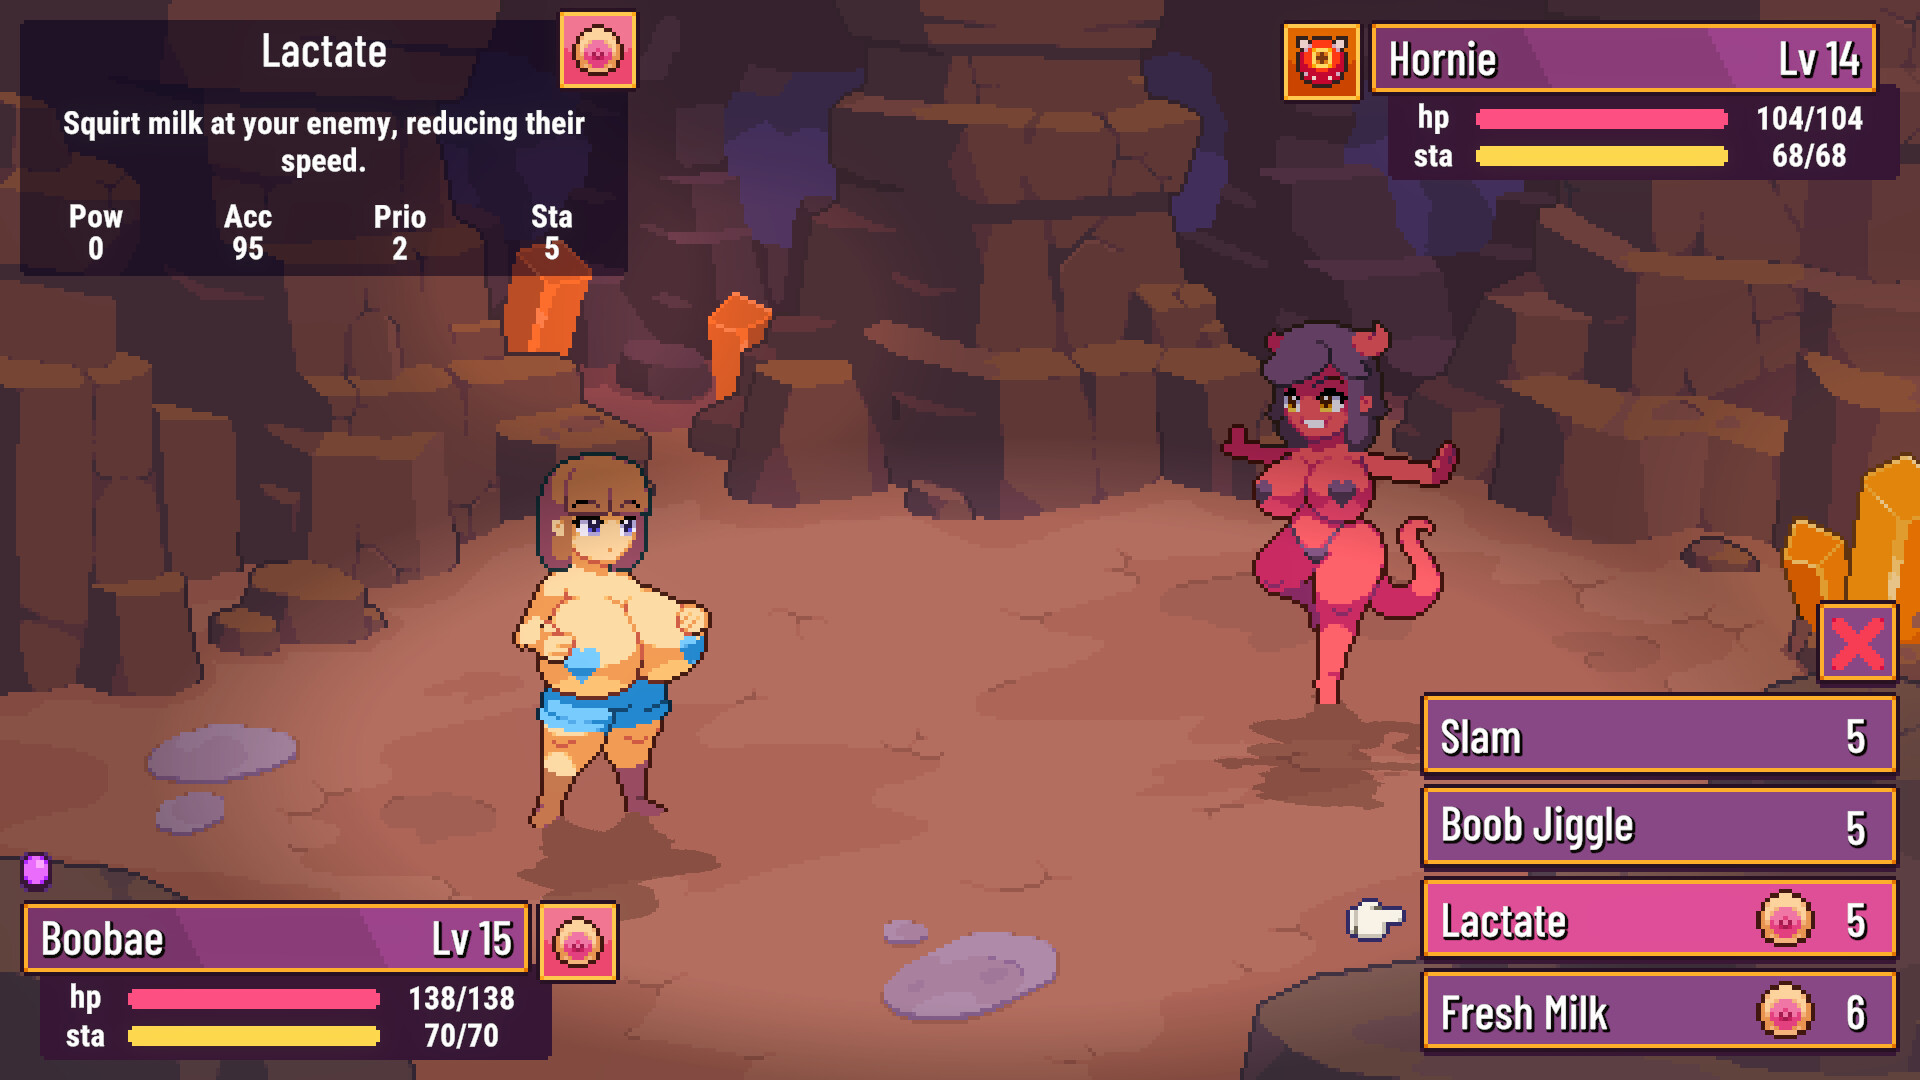 Lactate
Squirt milk at your enemy, reducing their
speed.
Pow Acc Prio Sta
0 95 2 5
Hornie Lv 14
hp 104/104
sta 68/68
Slam 5
Boob Jiggle 5
Lactate 5
Fresh Milk 6
Boobae Lv 15
hp 138/138
sta 70/70